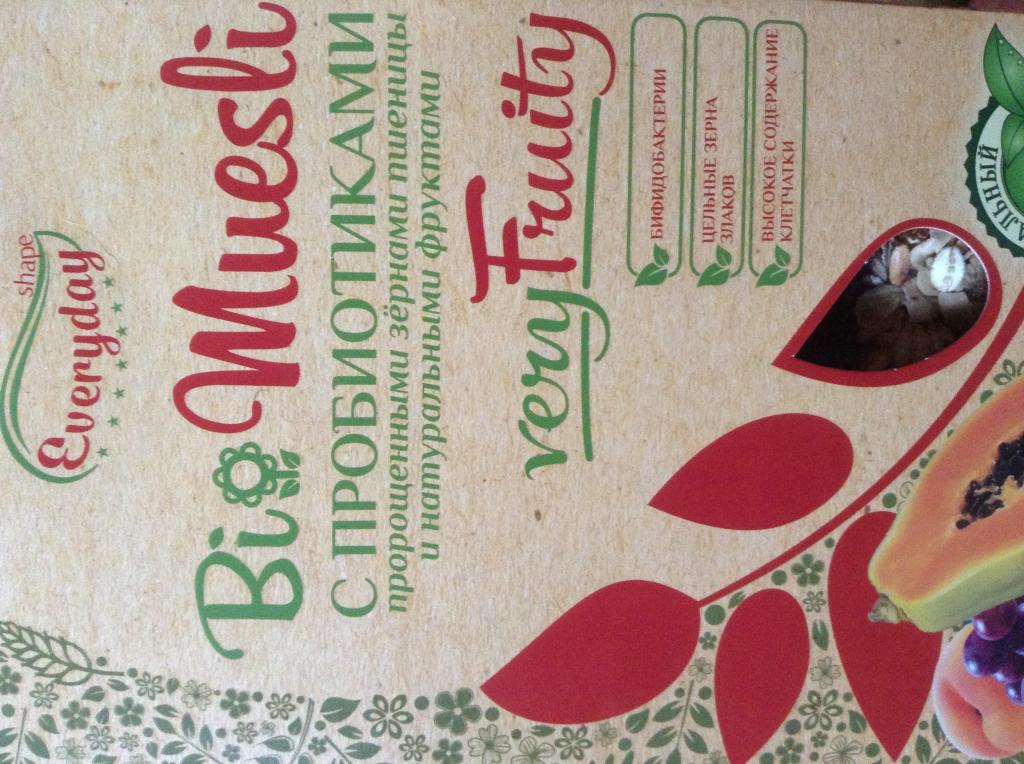 shape
Everyday
Bio Muesli
С ПРОБИОТИКАМИ
пророщенными зёрнами пшеницы
и натуральными фруктами
very Fruity
БИФИДОБАКТЕРИИ
ЦЕЛЬНЫЕ ЗЕРНА
ЗЛАКОВ
ВЫСОКОЕ СОДЕРЖАНИЕ
КЛЕТЧАТКИ